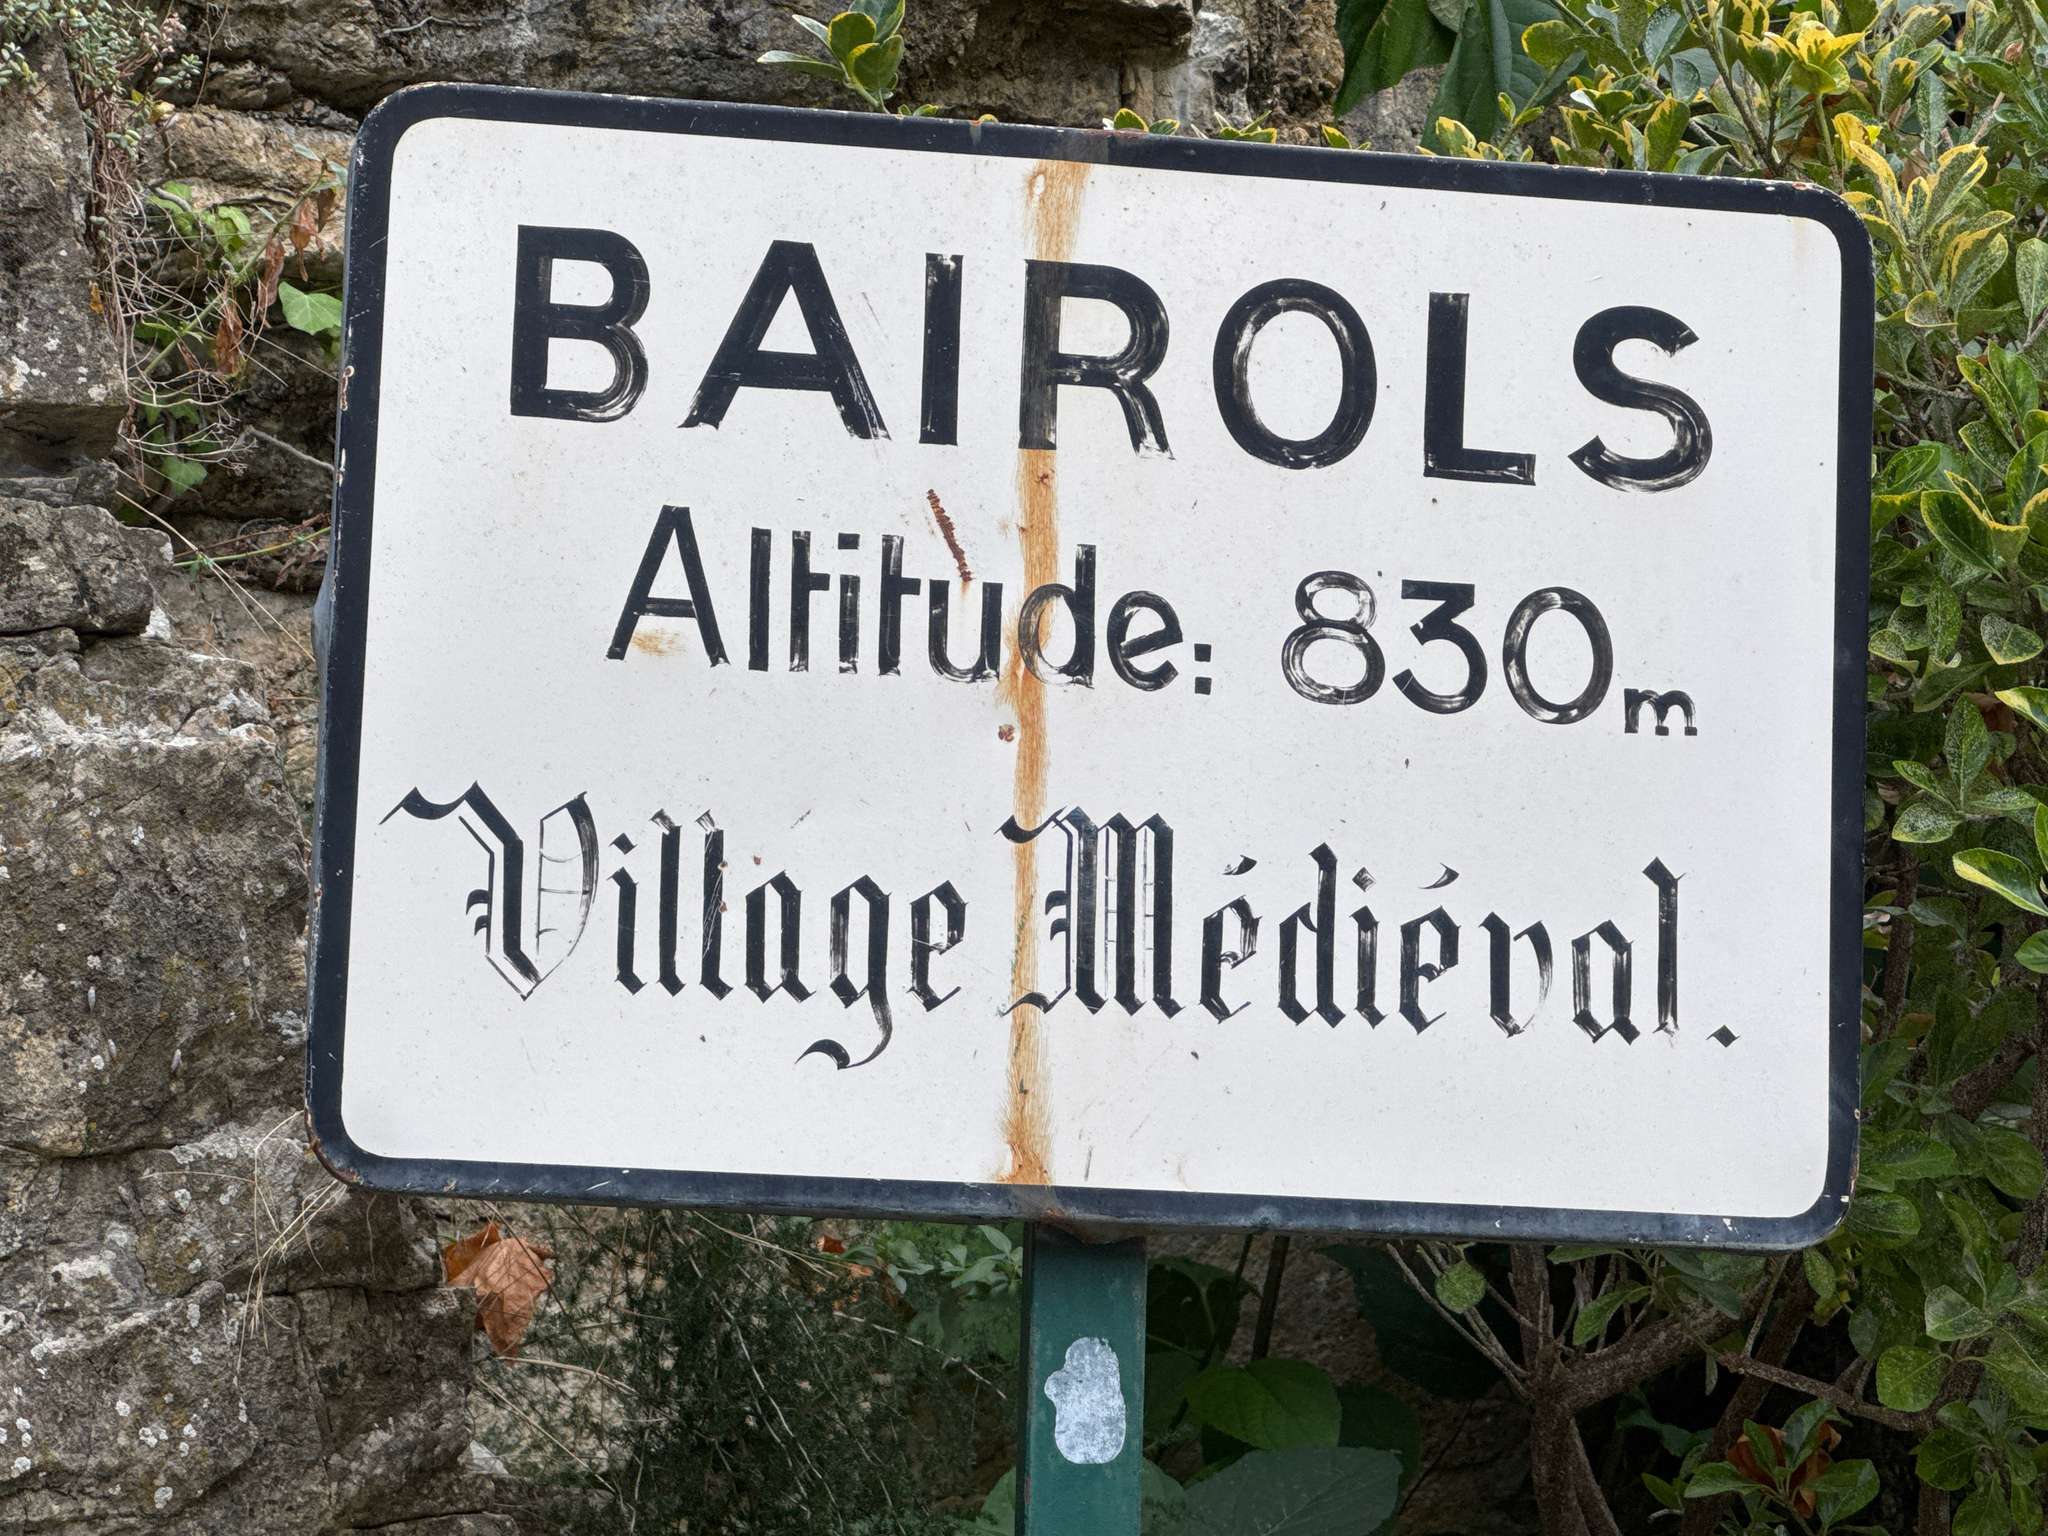 BAIROLS
Altitude: 830m
Village Médiéval.